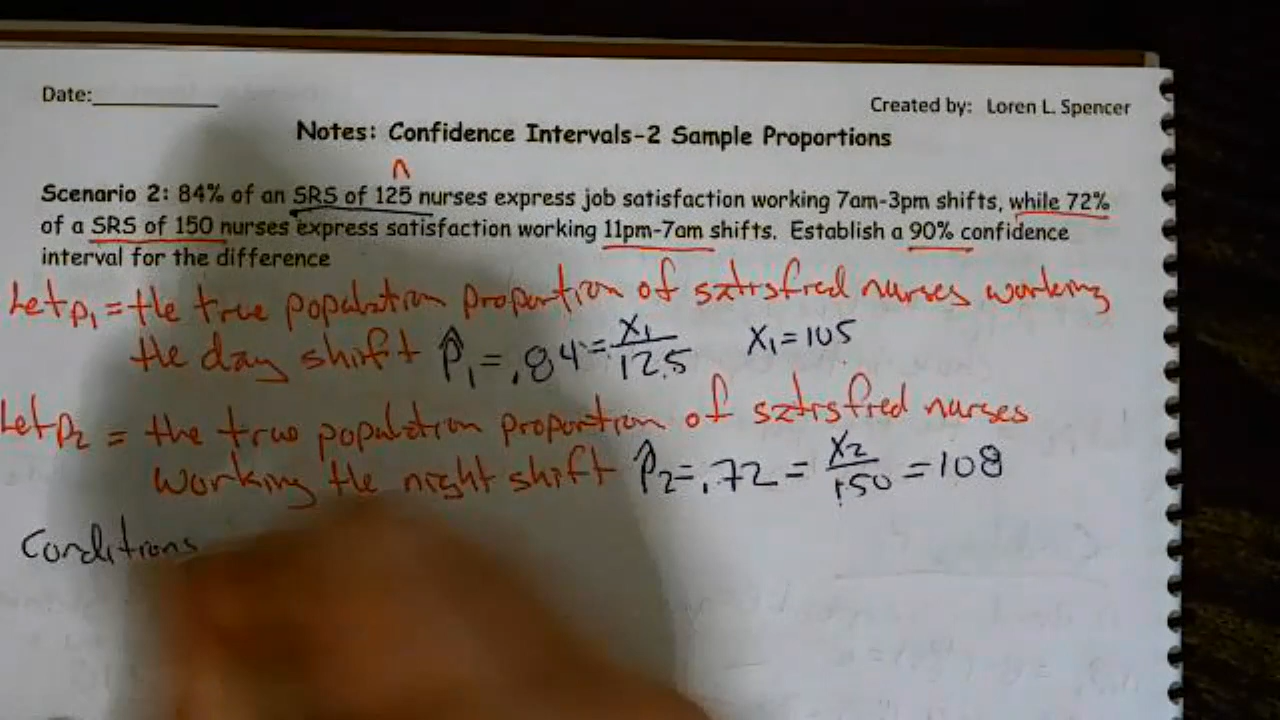 Date:__________
Created by: Loren L. Spencer
Notes: Confidence Intervals-2 Sample Proportions
Scenario 2: 84% of an SRS of 125 nurses express job satisfaction working 7am-3pm shifts, while 72%
of a SRS of 150 nurses express satisfaction working 11pm-7am shifts. Establish a 90% confidence
interval for the difference
Let p₁ = the true population proportion of satisfied nurses working
the day shift p̂₁ = .84 = x₁/125 x₁ = 105
Let p₂ = the true population proportion of satisfied nurses
working the night shift p̂₂ = .72 = x₂/150 = 108
Conditions